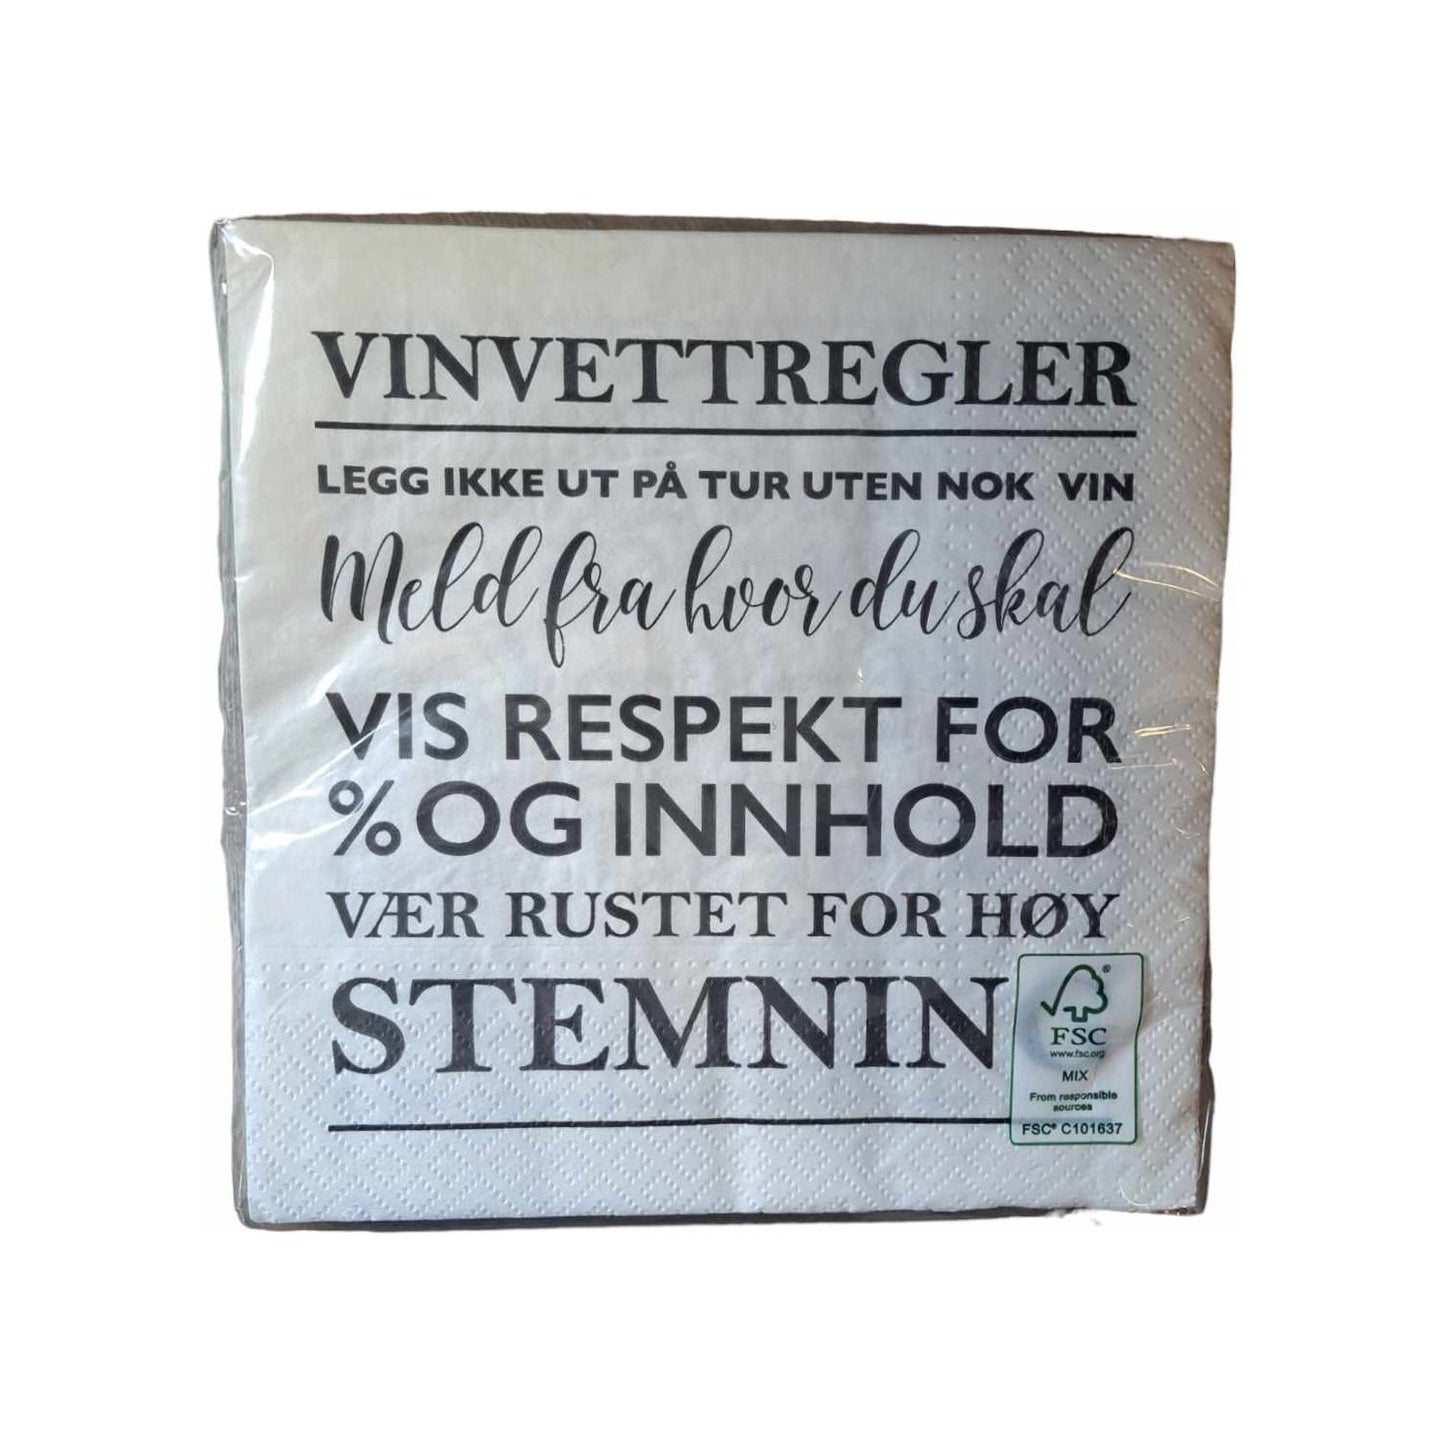 VINVETTREGLER
LEGG IKKE UT PÅ TUR UTEN NOK VIN
Meld fra hvor du skal
VIS RESPEKT FOR
% OG INNHOLD
VÆR RUSTET FOR HØY
STEMNIN
FSC®
www.fsc.org
MIX
From responsible
sources
FSC® C101637